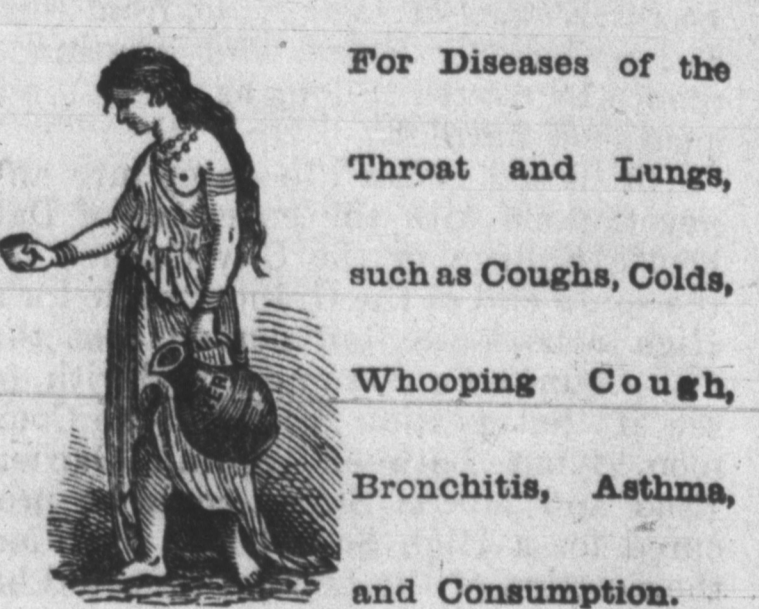 For Diseases of the
Throat and Lungs,
such as Coughs, Colds,
Whooping Cough,
Bronchitis, Asthma,
and Consumption.